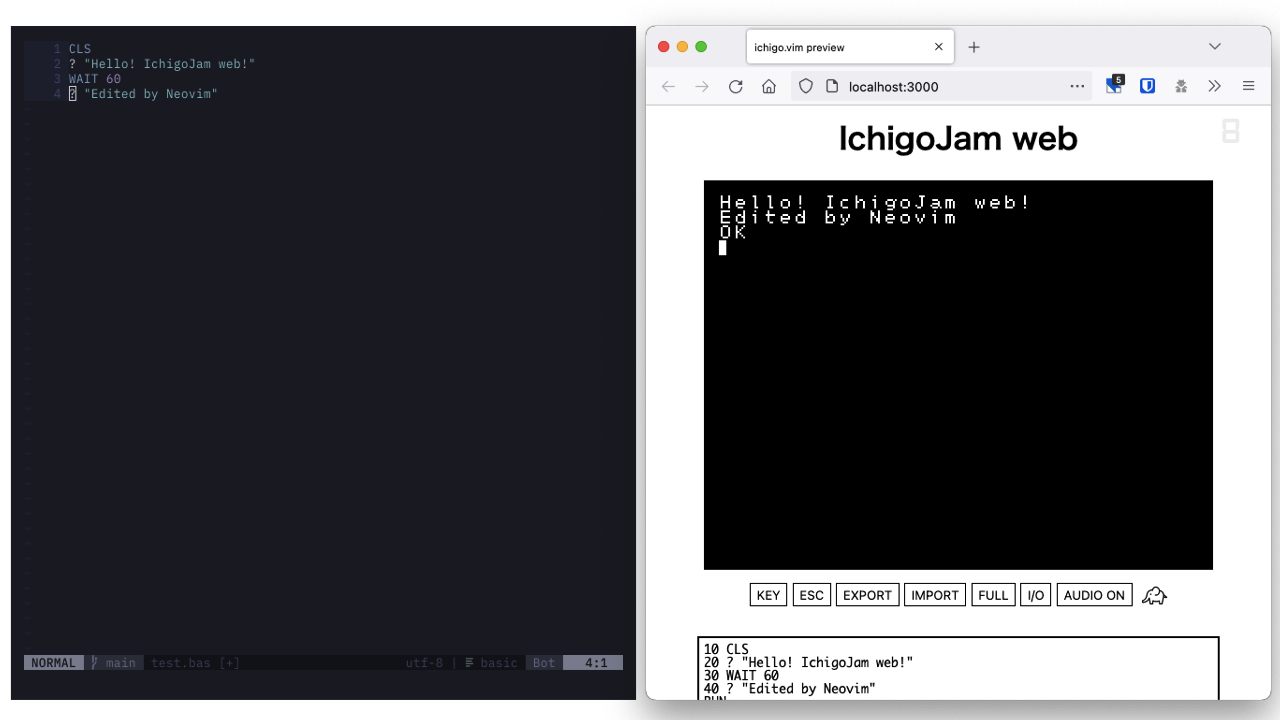 1 CLS
2 ? "Hello! IchigoJam web!"
3 WAIT 60
4 ? "Edited by Neovim"
NORMAL main test.bas [+] utf-8 | basic Bot 4:1
ichigo.vim preview
5
localhost:3000
IchigoJam web
8
Hello! IchigoJam web!
Edited by Neovim
OK
KEY ESC EXPORT IMPORT FULL I/O AUDIO ON
10 CLS
20 ? "Hello! IchigoJam web!"
30 WAIT 60
40 ? "Edited by Neovim"
RUN